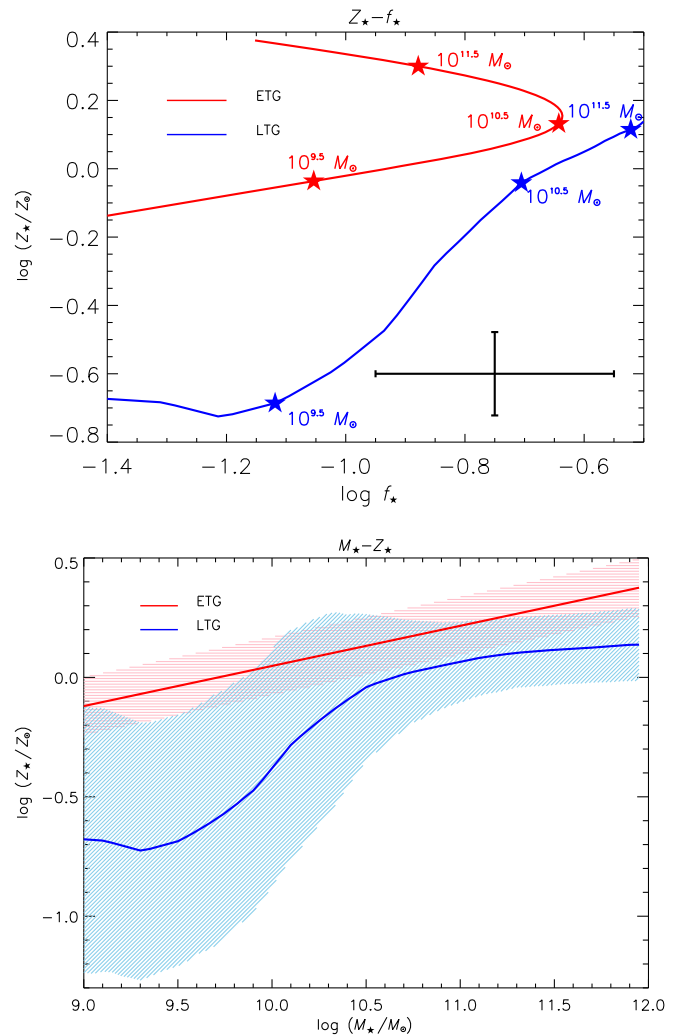 Z★−f★
0.4
10^11.5 M⊙
ETG
10^11.5 M⊙
0.2
10^10.5 M⊙
LTG
10^9.5 M⊙
0.0
10^10.5 M⊙
−0.2
log (Z★/Z⊙)
−0.4
−0.6
10^9.5 M⊙
−0.8
−1.4 −1.2 −1.0 −0.8 −0.6
log f★
M★−Z★
0.5
ETG
LTG
0.0
log (Z★/Z⊙)
−0.5
−1.0
9.0 9.5 10.0 10.5 11.0 11.5 12.0
log (M★/M⊙)